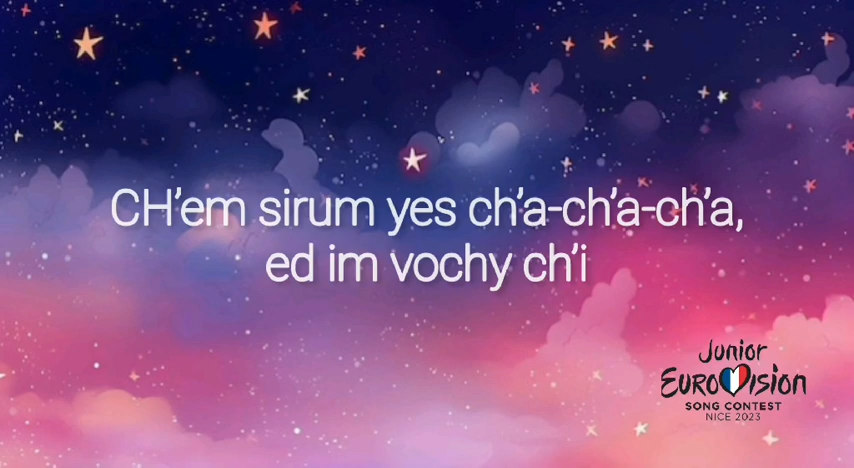 CH’em sirum yes ch’a-ch’a-ch’a,
ed im vochy ch’i
Junior
EUROVISION
SONG CONTEST
NICE 2023